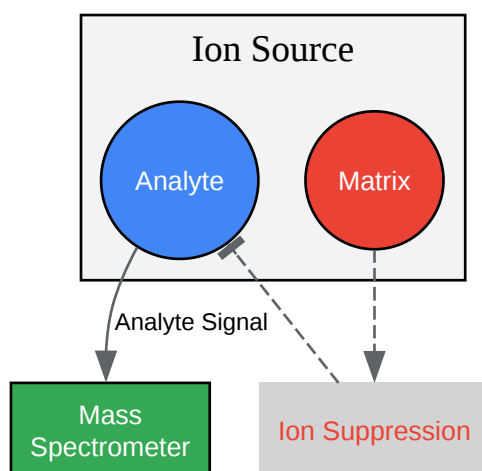 Ion Source
Analyte
Matrix
Analyte Signal
Mass
Spectrometer
Ion Suppression